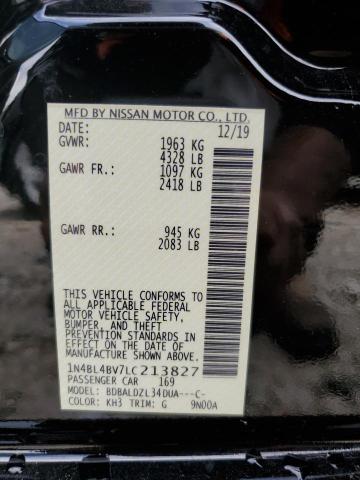 MFD BY NISSAN MOTOR CO., LTD.
DATE: 12/19
GVWR: 1963 KG
4328 LB
GAWR FR.: 1097 KG
2418 LB
GAWR RR.: 945 KG
2083 LB
THIS VEHICLE CONFORMS TO
ALL APPLICABLE FEDERAL
MOTOR VEHICLE SAFETY,
BUMPER, AND THEFT
PREVENTION STANDARDS IN
EFFECT ON THE DATE OF
MANUFACTURE SHOWN ABOVE.
1N4BL4BV7LC213827
PASSENGER CAR 169
MODEL: BDBALDZL34DUA---C-
COLOR: KH3 TRIM: G 9N00A